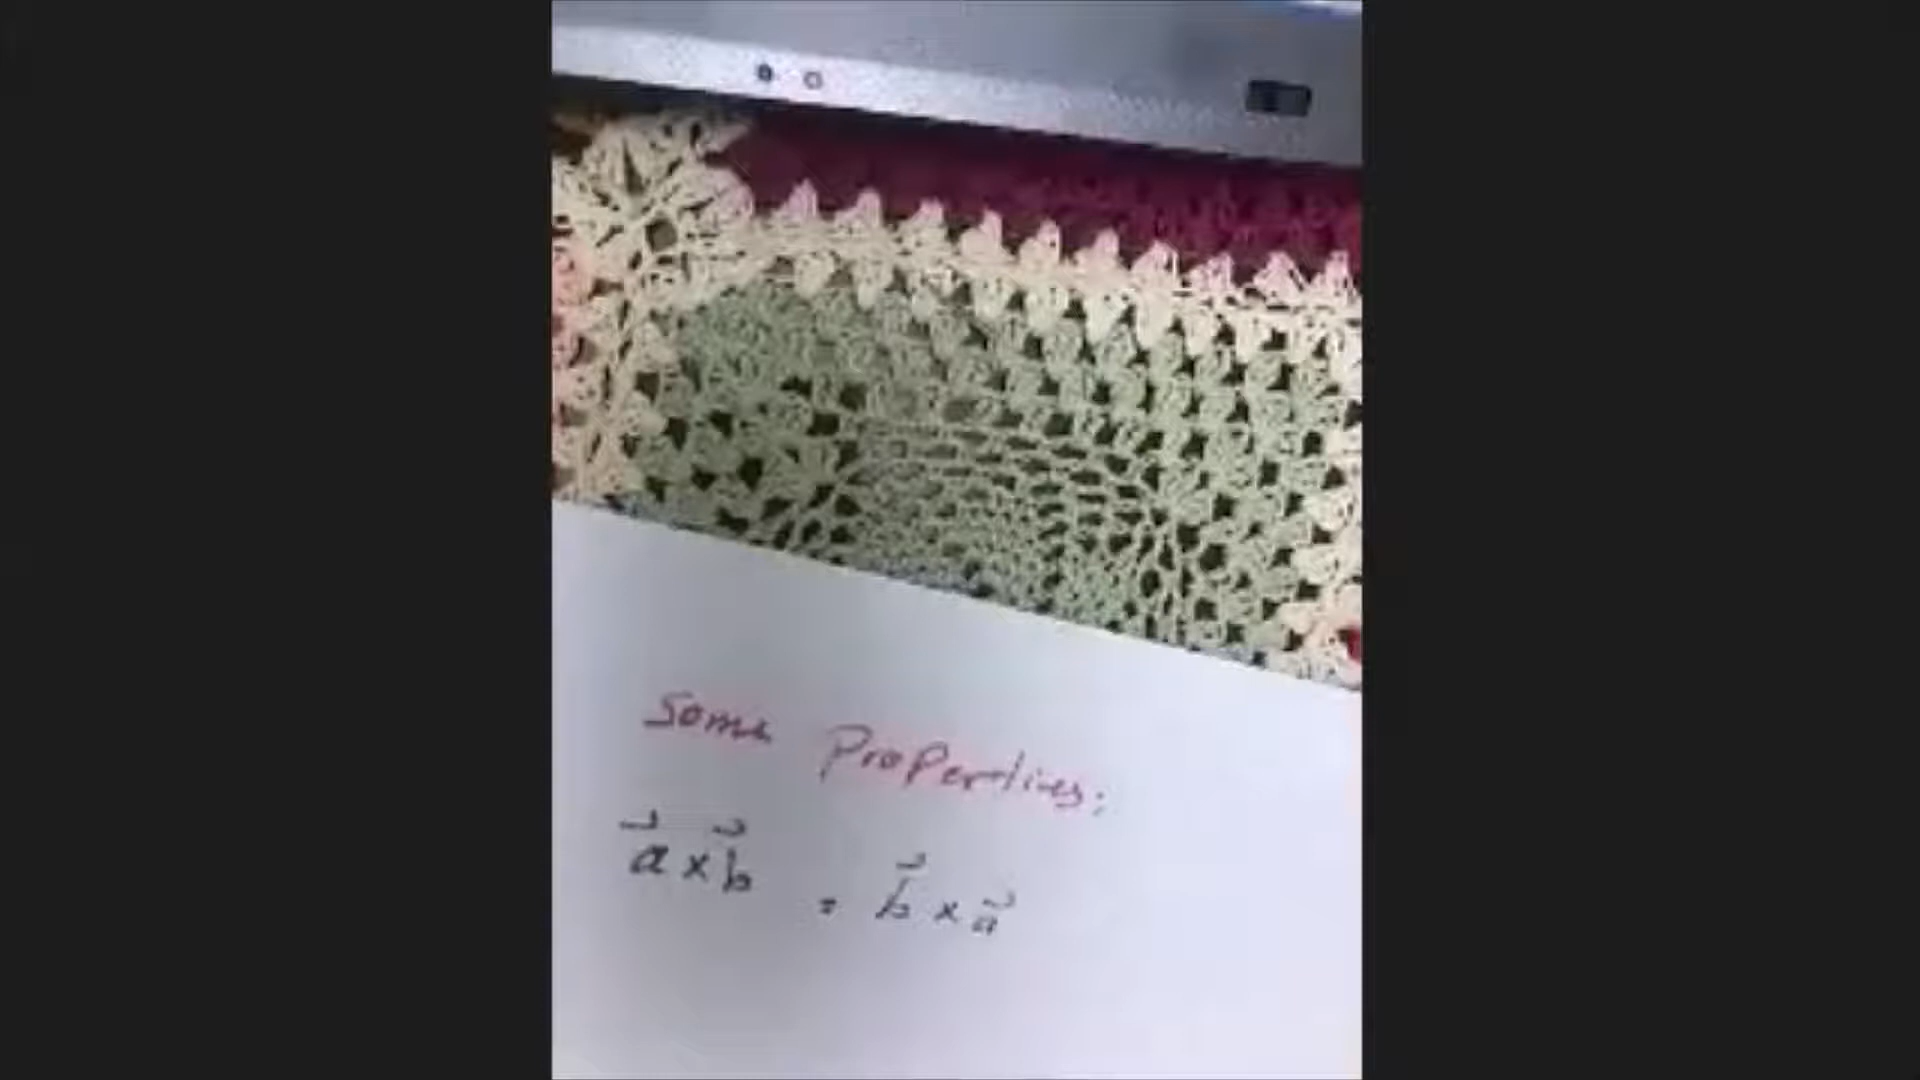 Some Properties:
a⃗ × b⃗ = b⃗ × a⃗